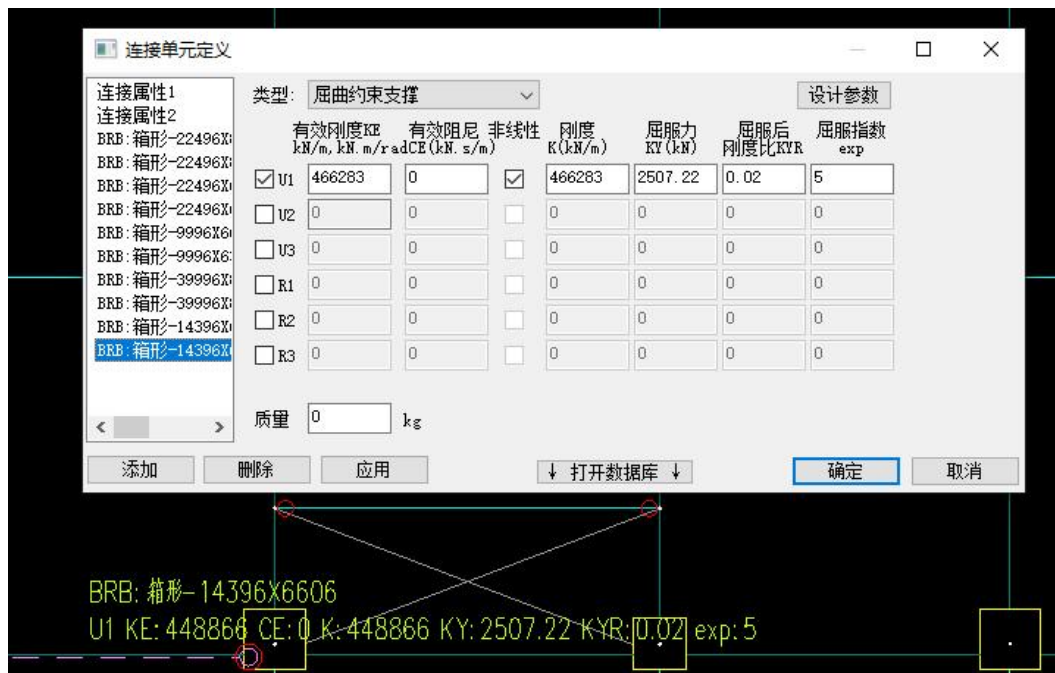 连接单元定义
连接属性1
连接属性2
BRB:箱形-22496X
BRB:箱形-22496X
BRB:箱形-22496X
BRB:箱形-22496X
BRB:箱形-9996X6
BRB:箱形-9996X6
BRB:箱形-39996X
BRB:箱形-39996X
BRB:箱形-14396X
BRB:箱形-14396X
类型: 屈曲约束支撑 设计参数
有效刚度KE 有效阻尼 非线性 刚度 屈服力 屈服后 屈服指数
kN/m,kN.m/radCE(kN.s/m) K(kN/m) KY(kN) 刚度比KYR exp
U1 466283 0 466283 2507.22 0.02 5
U2 0 0 0 0 0 0
U3 0 0 0 0 0 0
R1 0 0 0 0 0 0
R2 0 0 0 0 0 0
R3 0 0 0 0 0 0
质量 0 kg
添加 删除 应用 ↓ 打开数据库 ↓ 确定 取消
BRB: 箱形-14396X6606
U1 KE: 448866 CE: 0 K: 448866 KY: 2507.22 KYR: 0.02 exp: 5